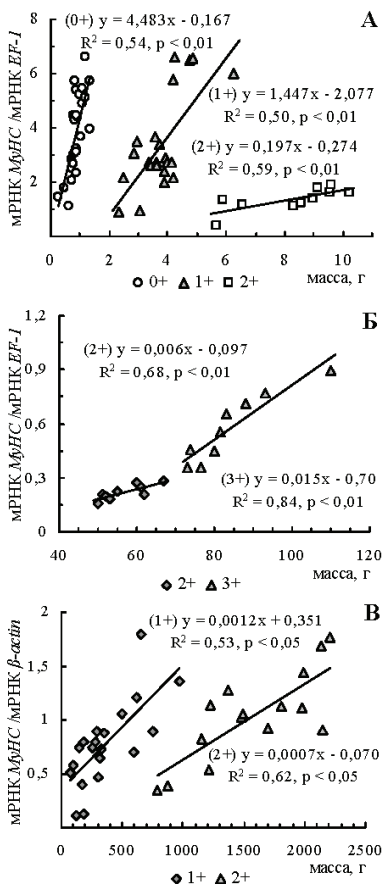 А
(0+) y = 4,483x - 0,167
R² = 0,54, p < 0,01
(1+) y = 1,447x - 2,077
R² = 0,50, p < 0,01
(2+) y = 0,197x - 0,274
R² = 0,59, p < 0,01
мРНК MyHC /мРНК EF-1
8
6
4
2
0
0 2 4 6 8 10
масса, г
0+ 1+ 2+
Б
(2+) y = 0,006x - 0,097
R² = 0,68, p < 0,01
(3+) y = 0,015x - 0,70
R² = 0,84, p < 0,01
мРНК MyHC /мРНК EF-1
1,2
0,9
0,6
0,3
0
40 60 80 100 120
масса, г
2+ 3+
В
(1+) y = 0,0012x + 0,351
R² = 0,53, p < 0,05
(2+) y = 0,0007x - 0,070
R² = 0,62, p < 0,05
мРНК MyHC /мРНК β-actin
2
1,5
1
0,5
0
0 500 1000 1500 2000 2500
масса, г
1+ 2+